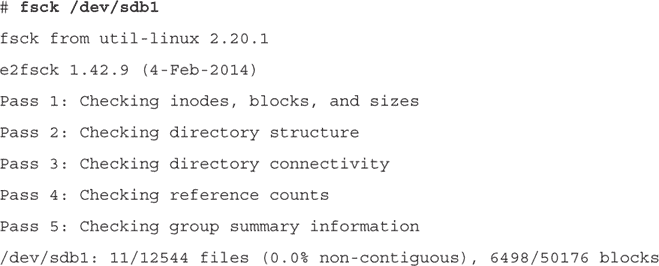 # fsck /dev/sdb1
fsck from util-linux 2.20.1
e2fsck 1.42.9 (4-Feb-2014)
Pass 1: Checking inodes, blocks, and sizes
Pass 2: Checking directory structure
Pass 3: Checking directory connectivity
Pass 4: Checking reference counts
Pass 5: Checking group summary information
/dev/sdb1: 11/12544 files (0.0% non-contiguous), 6498/50176 blocks